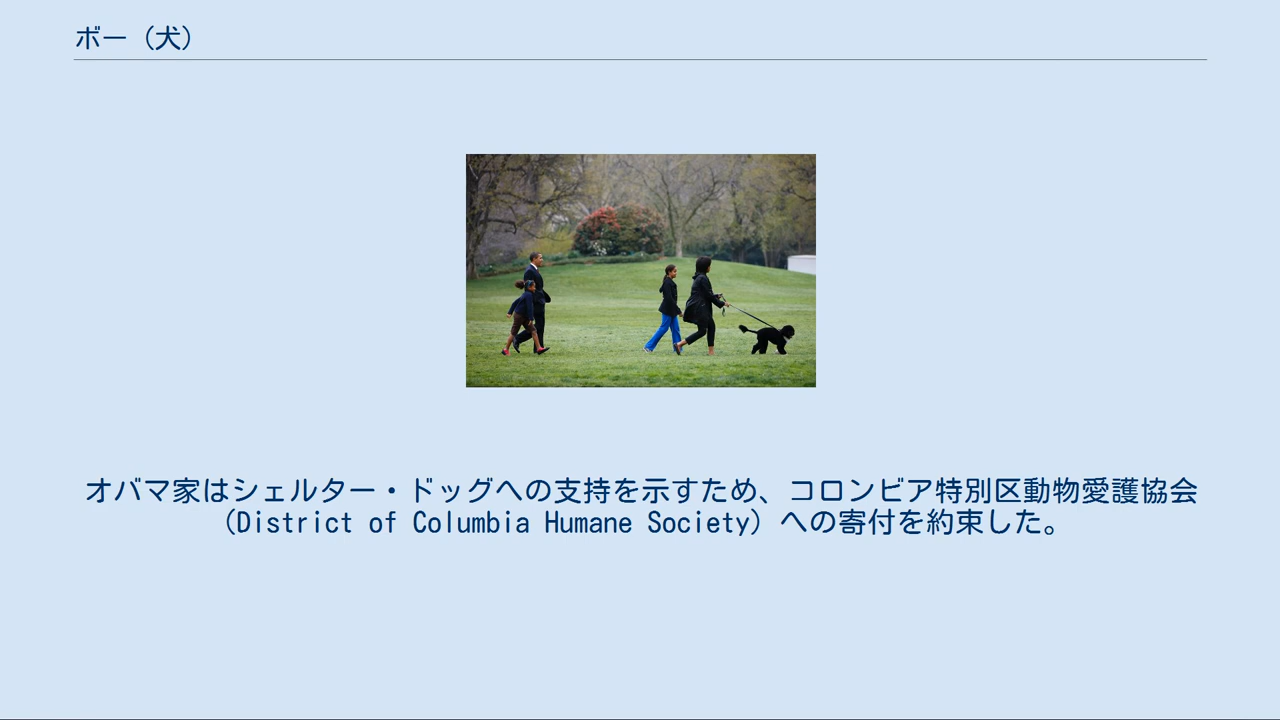 ボー（犬）
オバマ家はシェルター・ドッグへの支持を示すため、コロンビア特別区動物愛護協会
（District of Columbia Humane Society）への寄付を約束した。